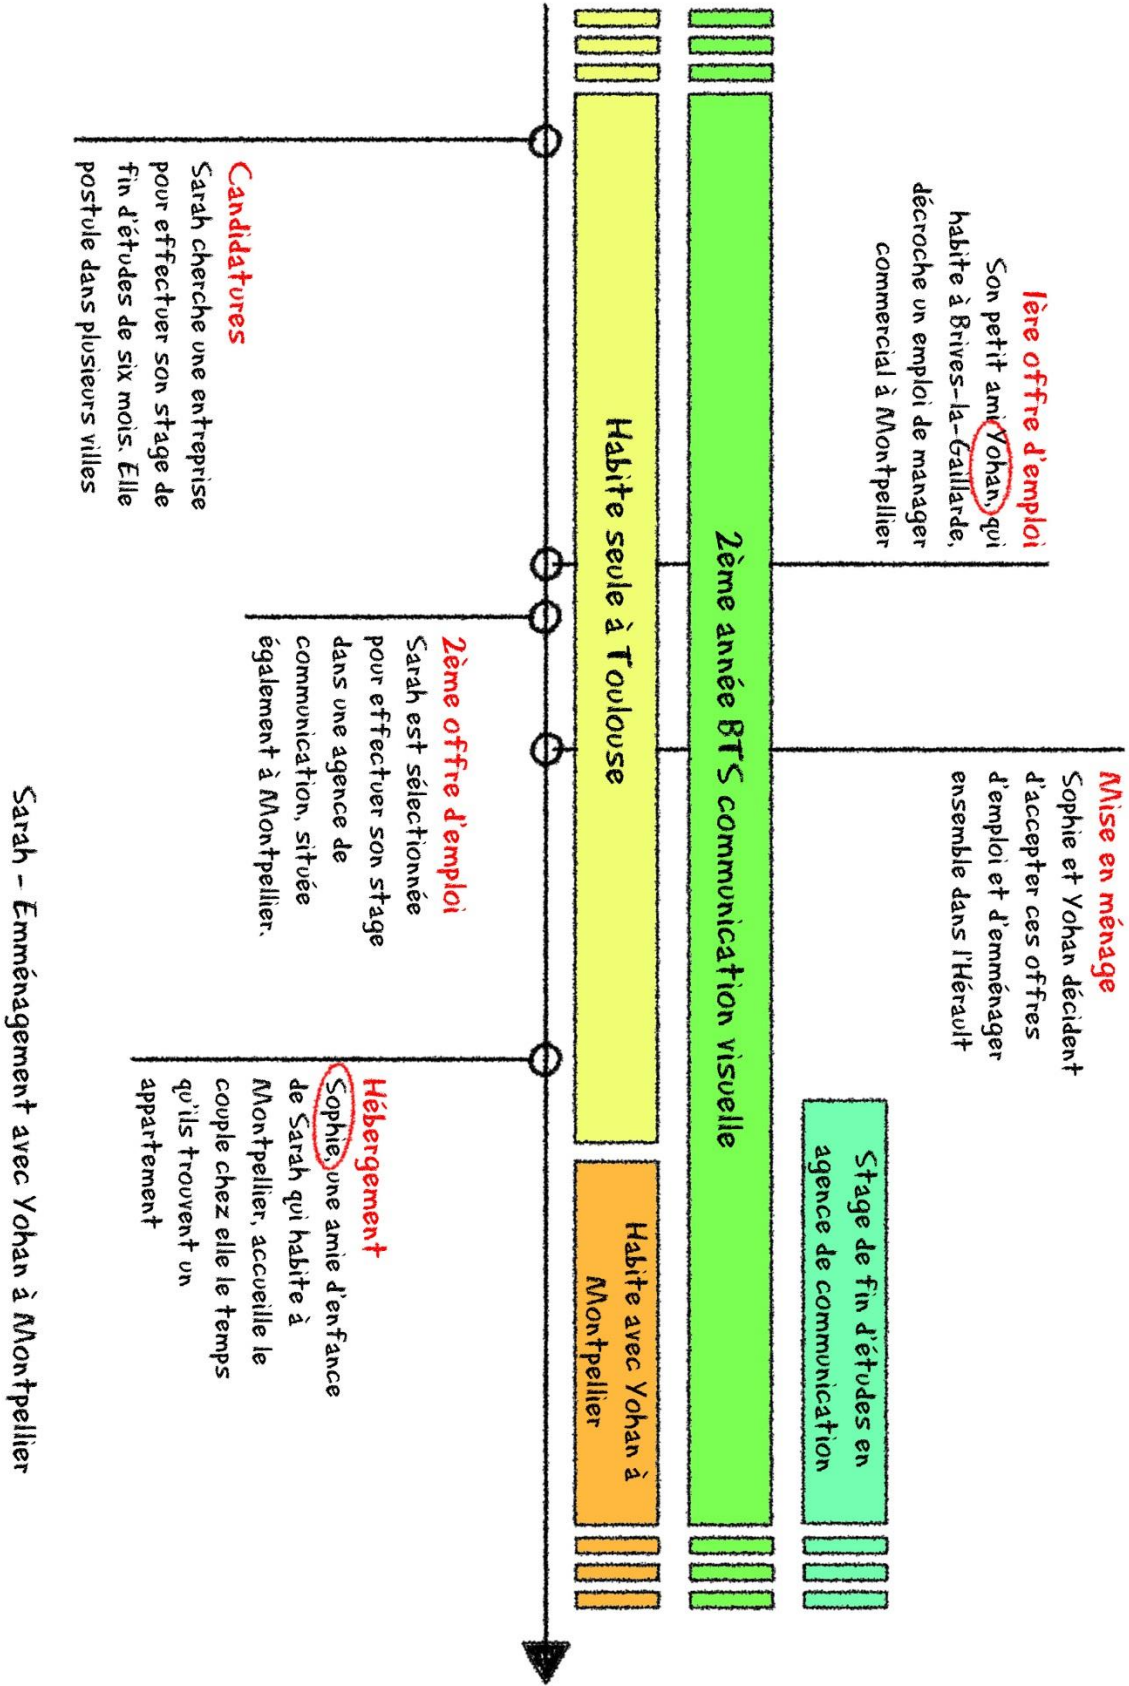 1ère offre d'emploi
Son petit ami Yohan, qui
habite à Brives-la-Gaillarde,
décroche un emploi de manager
commercial à Montpellier
Mise en ménage
Sophie et Yohan décident
d'accepter ces offres
d'emploi et d'emménager
ensemble dans l'Hérault
Stage de fin d'études en
agence de communication
2ème année BTS communication visuelle
Habite seule à Toulouse
Habite avec Yohan à
Montpellier
Candidatures
Sarah cherche une entreprise
pour effectuer son stage de
fin d'études de six mois. Elle
postule dans plusieurs villes
2ème offre d'emploi
Sarah est sélectionnée
pour effectuer son stage
dans une agence de
communication, située
également à Montpellier.
Hébergement
Sophie, une amie d'enfance
de Sarah qui habite à
Montpellier, accueille le
couple chez elle le temps
qu'ils trouvent un
appartement
Sarah - Emménagement avec Yohan à Montpellier